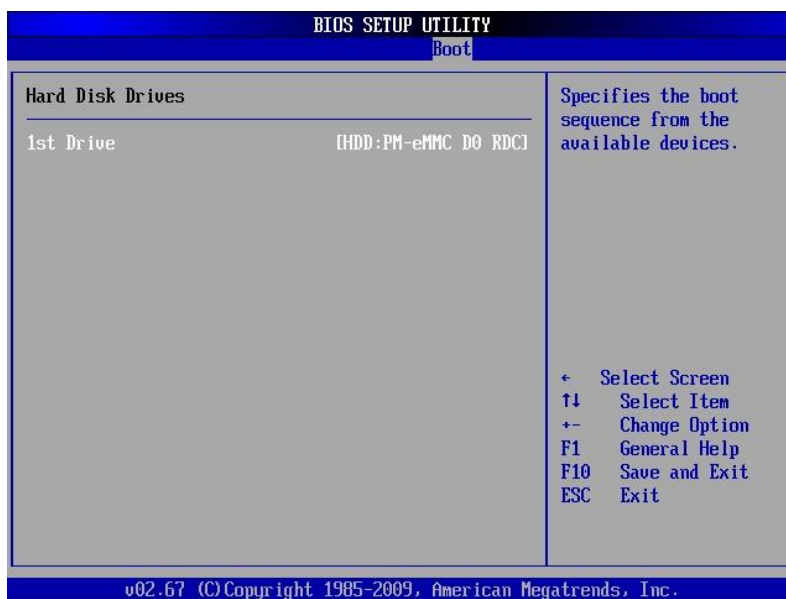 BIOS SETUP UTILITY
Boot
Hard Disk Drives
1st Drive [HDD:PM-eMMC D0 RDC]
Specifies the boot
sequence from the
available devices.
← Select Screen
↑↓ Select Item
+- Change Option
F1 General Help
F10 Save and Exit
ESC Exit
v02.67 (C)Copyright 1985-2009, American Megatrends, Inc.